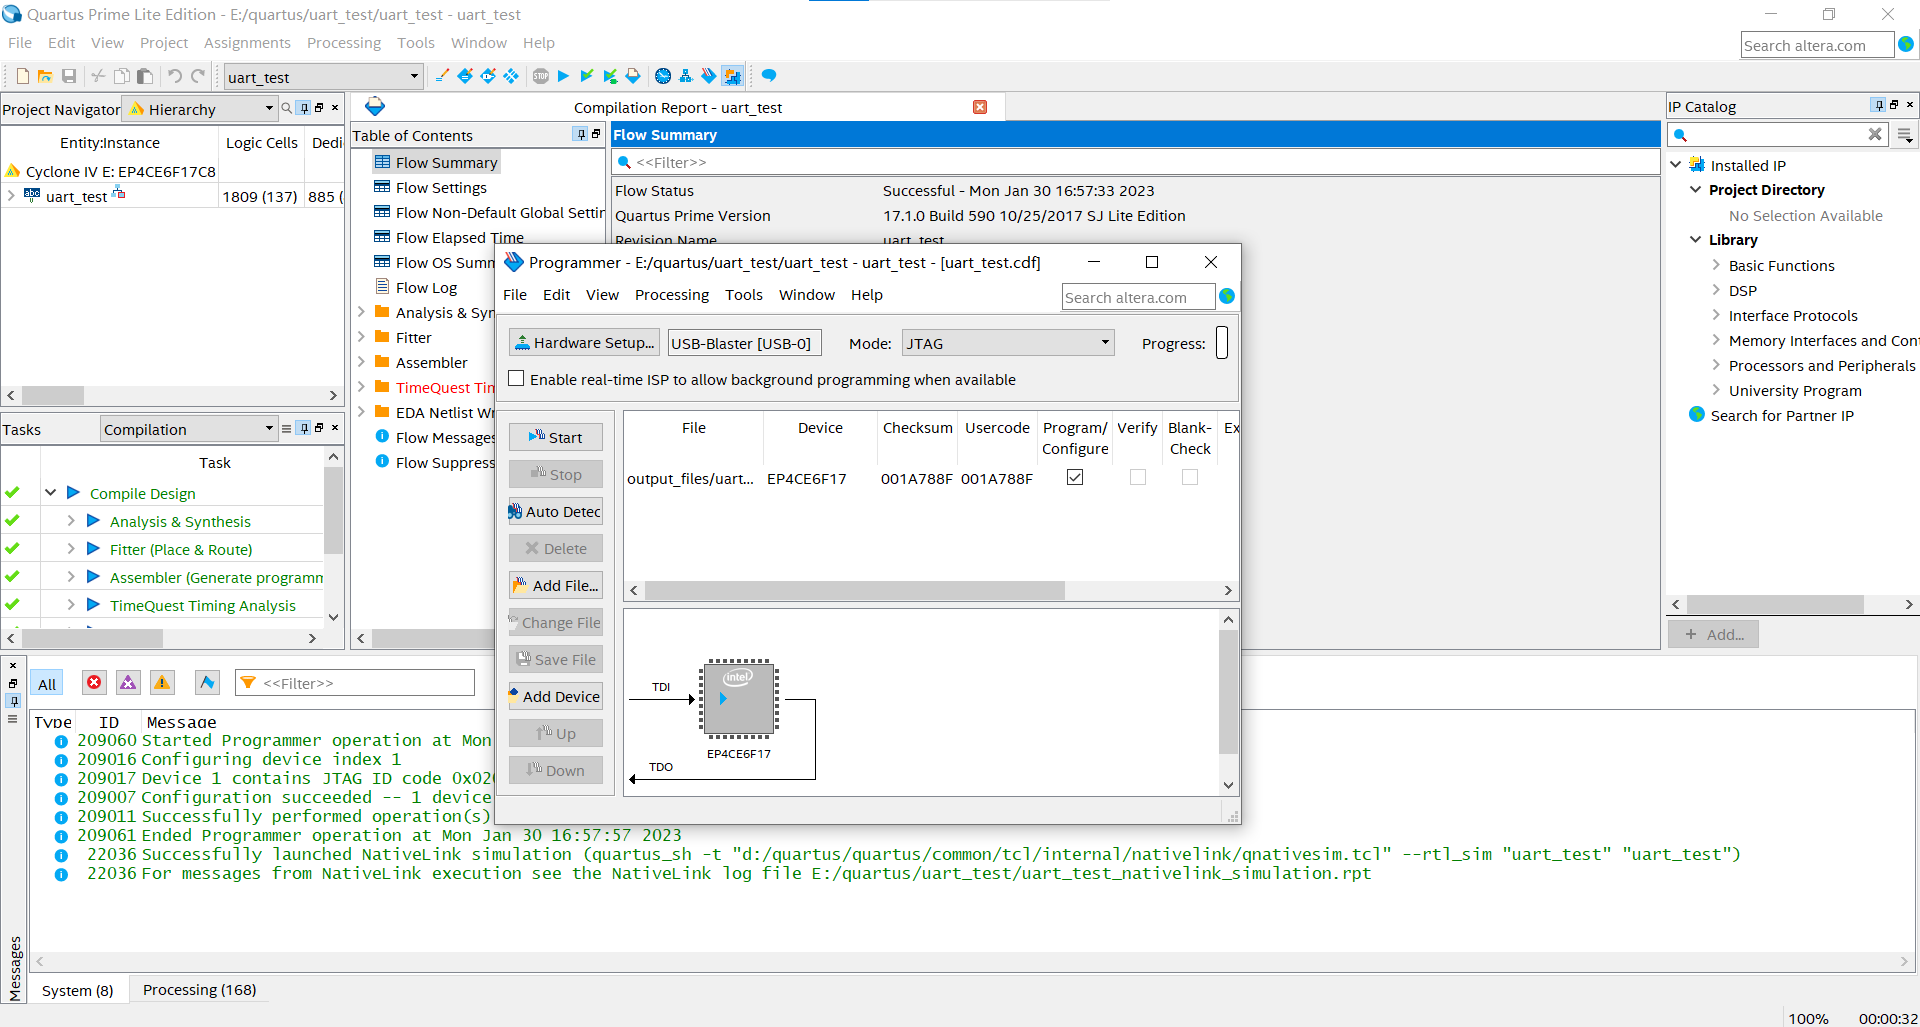 Quartus Prime Lite Edition - E:/quartus/uart_test/uart_test - uart_test
File Edit View Project Assignments Processing Tools Window Help
Search altera.com
uart_test
Project Navigator Hierarchy
Entity:Instance Logic Cells Dedi
Cyclone IV E: EP4CE6F17C8
uart_test 1809 (137) 885 (
Tasks Compilation
Task
Compile Design
Analysis & Synthesis
Fitter (Place & Route)
Assembler (Generate programm
TimeQuest Timing Analysis
Compilation Report - uart_test
Table of Contents
Flow Summary
Flow Settings
Flow Non-Default Global Settin
Flow Elapsed Time
Flow OS Summ
Flow Log
Analysis & Syn
Fitter
Assembler
TimeQuest Tim
EDA Netlist Wr
Flow Messages
Flow Suppress
Flow Summary
<<Filter>>
Flow Status Successful - Mon Jan 30 16:57:33 2023
Quartus Prime Version 17.1.0 Build 590 10/25/2017 SJ Lite Edition
Revision Name uart_test
Programmer - E:/quartus/uart_test/uart_test - uart_test - [uart_test.cdf]
File Edit View Processing Tools Window Help
Search altera.com
Hardware Setup... USB-Blaster [USB-0] Mode: JTAG Progress:
Enable real-time ISP to allow background programming when available
Start
Stop
Auto Detec
Delete
Add File...
Change File
Save File
Add Device
Up
Down
File Device Checksum Usercode Program/ Verify Blank- Ex
Configure Check
output_files/uart... EP4CE6F17 001A788F 001A788F
TDI
intel
EP4CE6F17
TDO
IP Catalog
Installed IP
Project Directory
No Selection Available
Library
Basic Functions
DSP
Interface Protocols
Memory Interfaces and Con
Processors and Peripherals
University Program
Search for Partner IP
+ Add...
All <<Filter>>
Type ID Message
209060 Started Programmer operation at Mon
209016 Configuring device index 1
209017 Device 1 contains JTAG ID code 0x020
209007 Configuration succeeded -- 1 device
209011 Successfully performed operation(s)
209061 Ended Programmer operation at Mon Jan 30 16:57:57 2023
22036 Successfully launched NativeLink simulation (quartus_sh -t "d:/quartus/quartus/common/tcl/internal/nativelink/qnativesim.tcl" --rtl_sim "uart_test" "uart_test")
22036 For messages from NativeLink execution see the NativeLink log file E:/quartus/uart_test/uart_test_nativelink_simulation.rpt
Messages
System (8) Processing (168)
100% 00:00:32